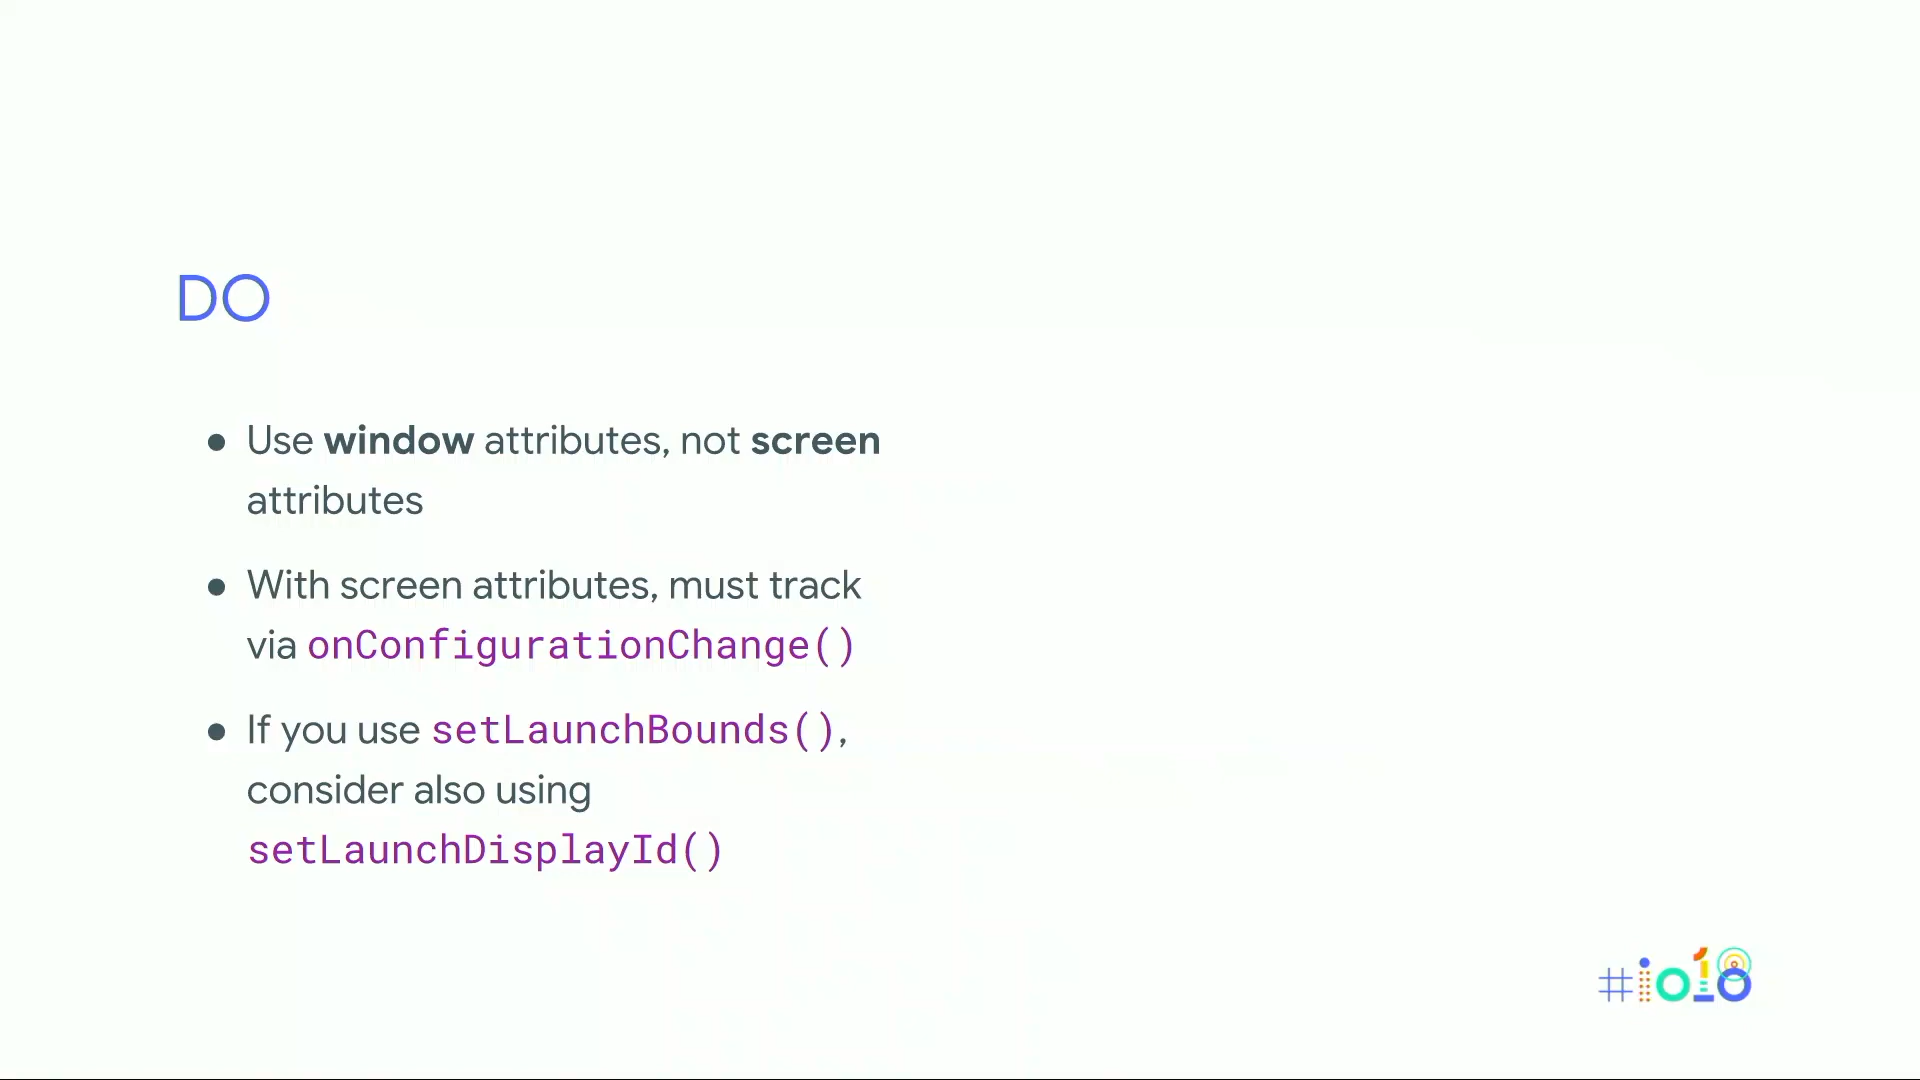 DO
● Use window attributes, not screen
attributes
● With screen attributes, must track
via onConfigurationChange()
● If you use setLaunchBounds(),
consider also using
setLaunchDisplayId()
#io18